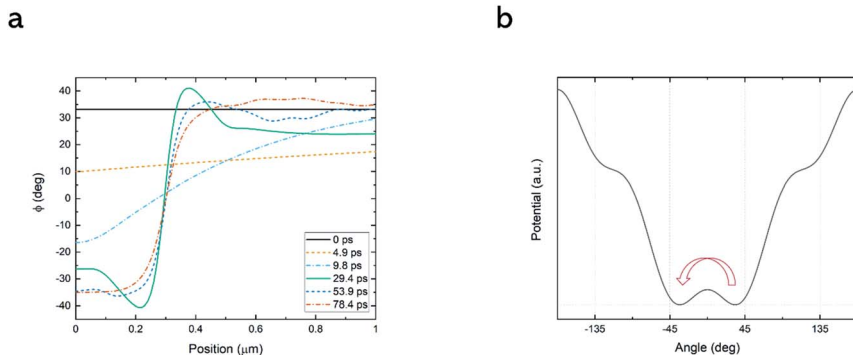 a
b
40
30
20
10
0
-10
-20
-30
-40
ϕ (deg)
0 ps
4.9 ps
9.8 ps
29.4 ps
53.9 ps
78.4 ps
0
0.2
0.4
0.6
0.8
1
Position (μm)
Potential (a.u.)
-135
-45
45
135
Angle (deg)